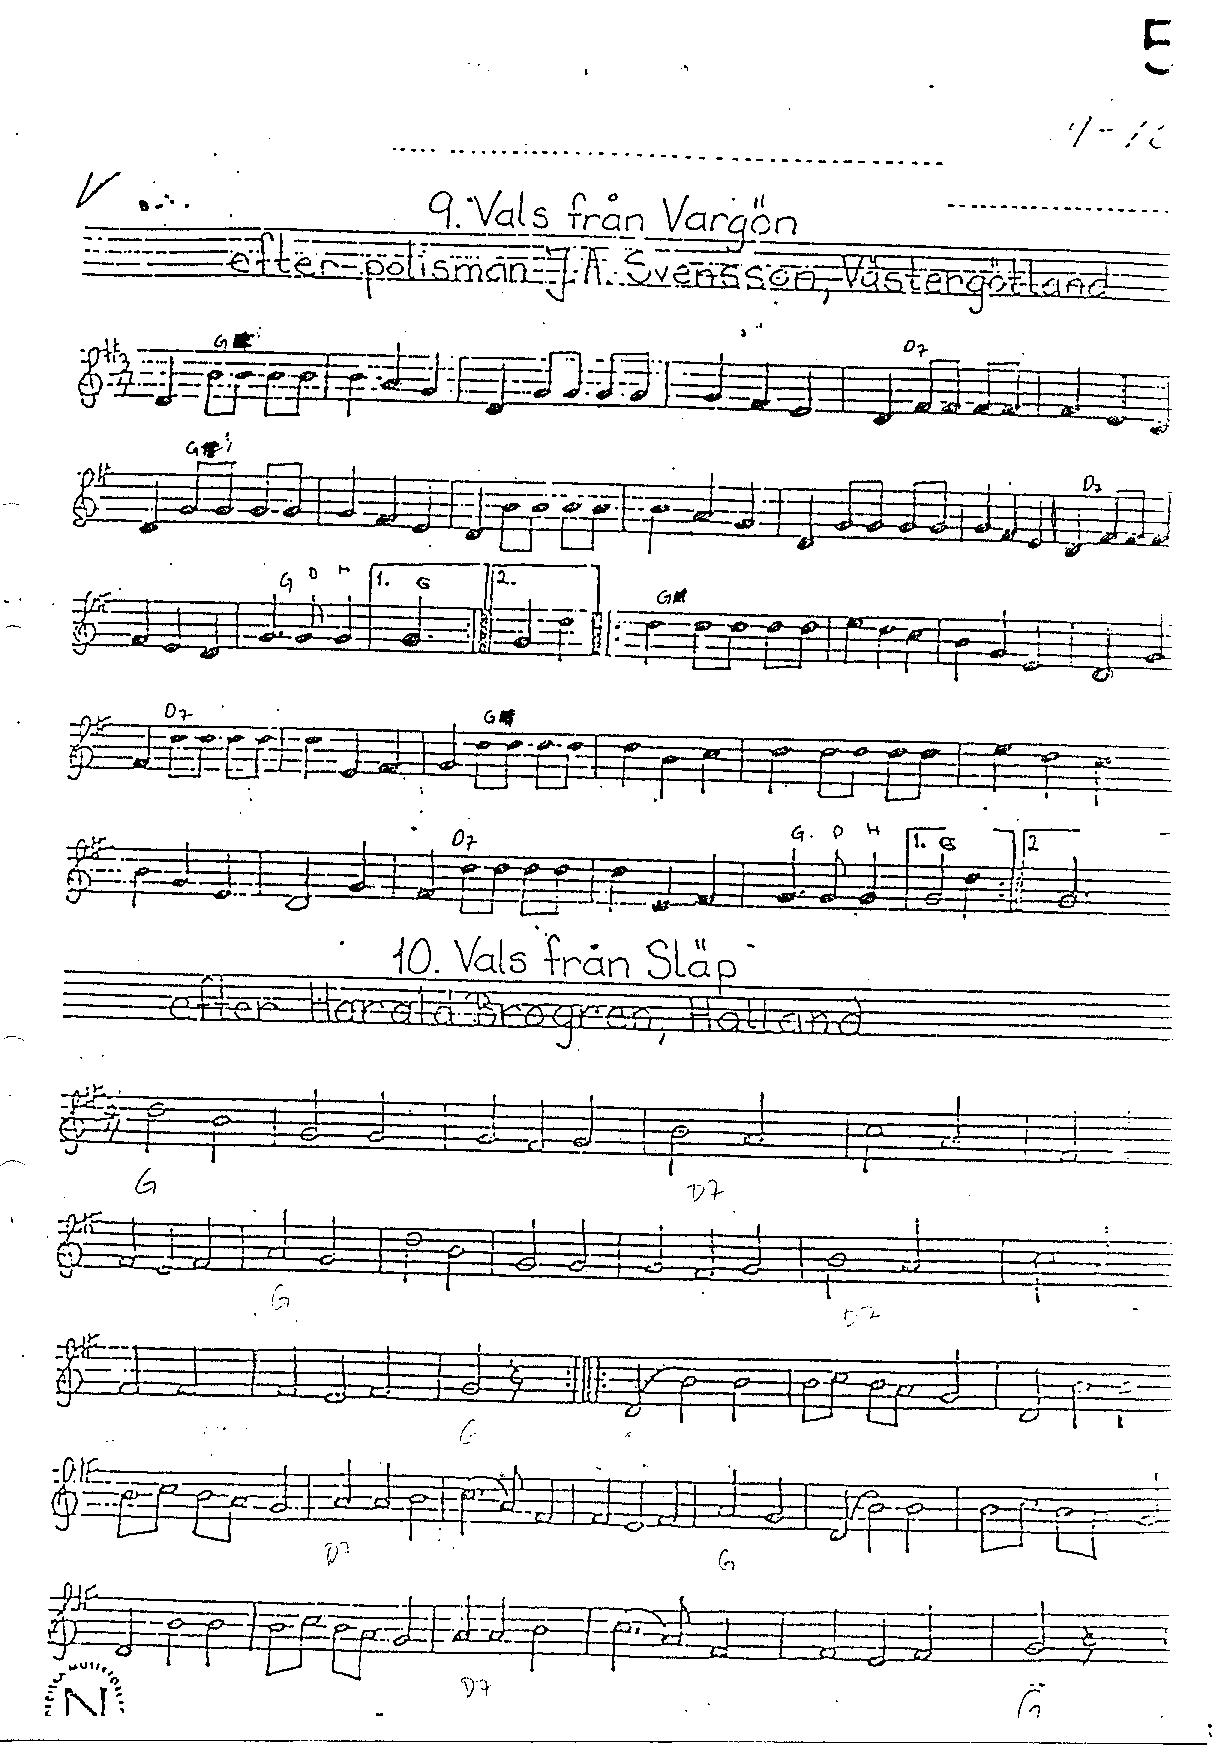 5
9. Vals från Vargön
efter polisman J.A. Svensson, Västergötland
G D7
G D7
G D H 1. G 2. G
D7 G
D7 G. D H 1. G 2
10. Vals från Släp
efter Harald Brogren, Halland
G D7
G D7
G
D7 G
D7 G
N